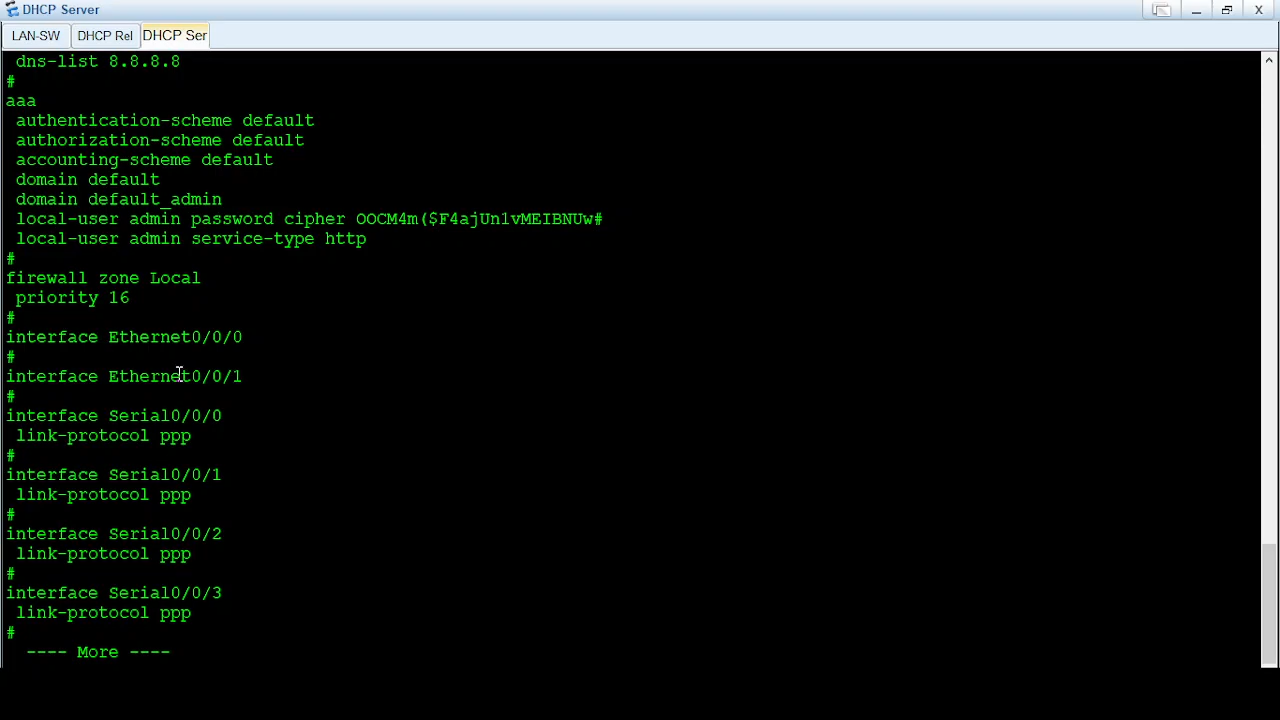 DHCP Server
LAN-SW DHCP Rel DHCP Ser
dns-list 8.8.8.8
#
aaa
authentication-scheme default
authorization-scheme default
accounting-scheme default
domain default
domain default_admin
local-user admin password cipher OOCM4m($F4ajUn1vMEIBNUw#
local-user admin service-type http
#
firewall zone Local
priority 16
#
interface Ethernet0/0/0
#
interface Ethernet0/0/1
#
interface Serial0/0/0
link-protocol ppp
#
interface Serial0/0/1
link-protocol ppp
#
interface Serial0/0/2
link-protocol ppp
#
interface Serial0/0/3
link-protocol ppp
#
---- More ----